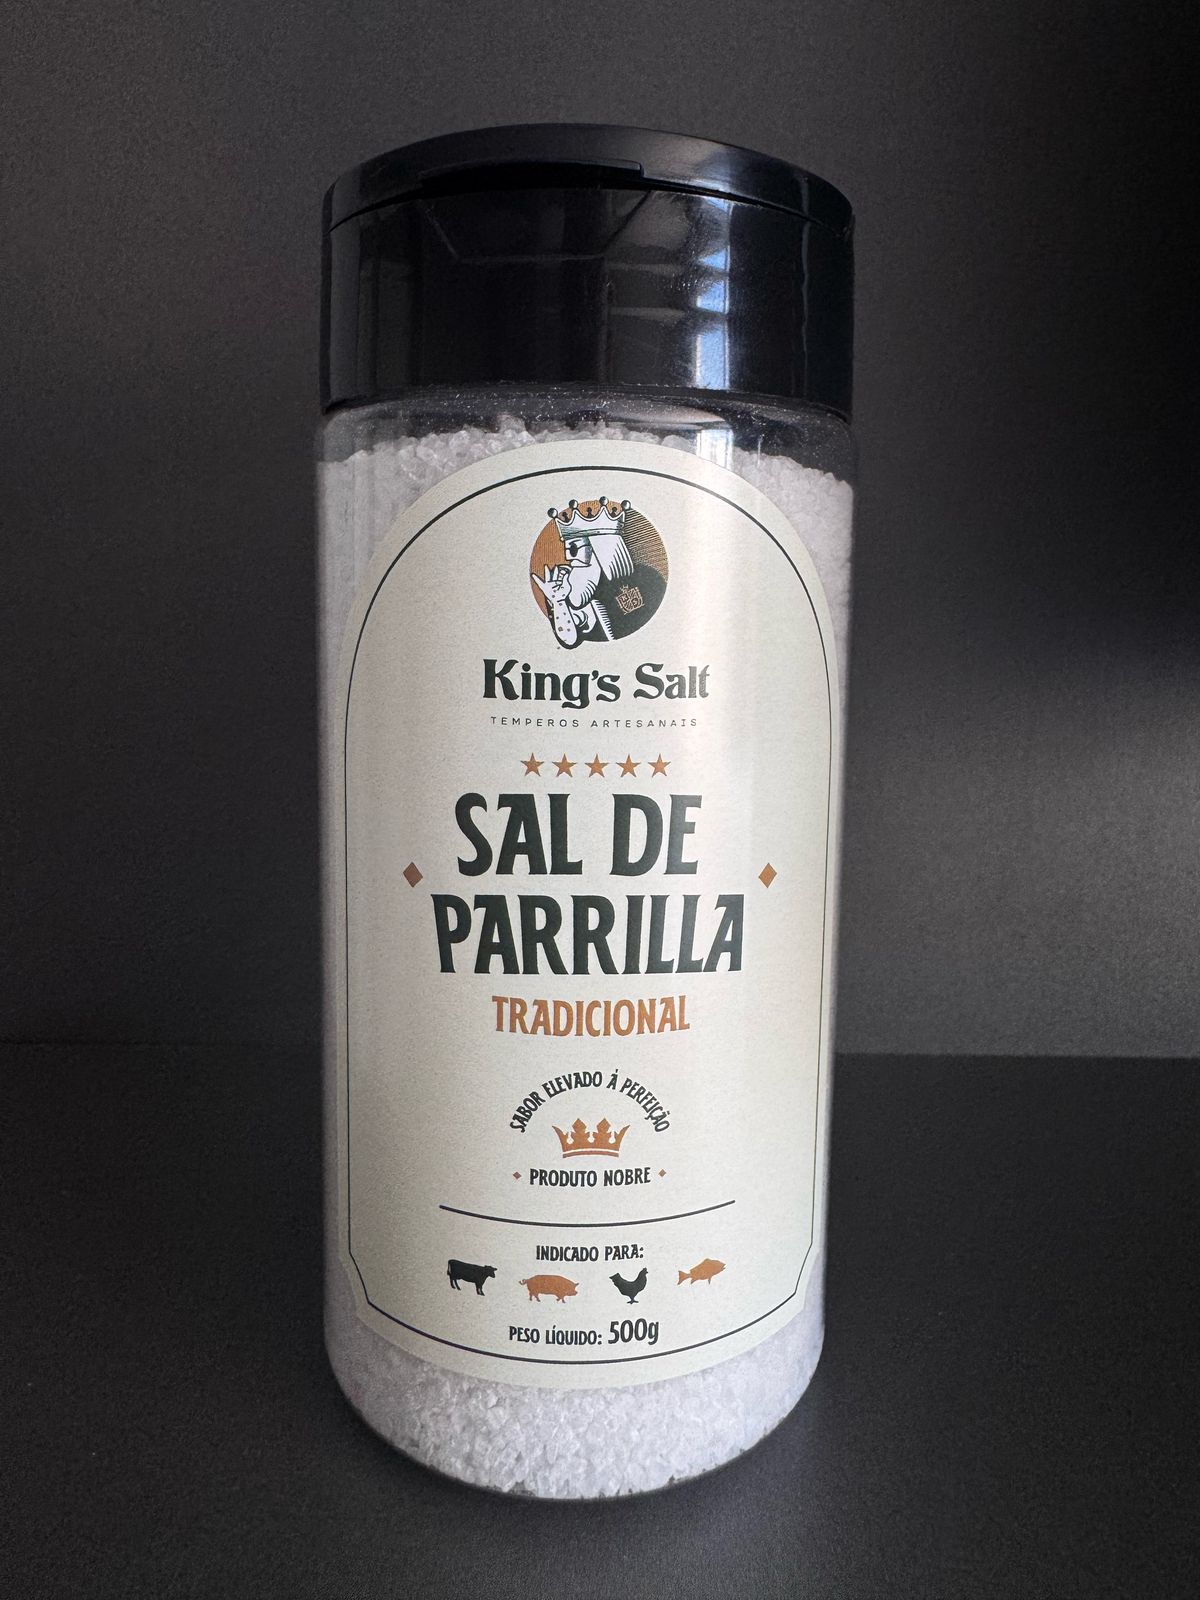 King's Salt
TEMPEROS ARTESANAIS
SAL DE
PARRILLA
TRADICIONAL
SABOR ELEVADO À PERFEIÇÃO
PRODUTO NOBRE
INDICADO PARA:
PESO LÍQUIDO: 500g